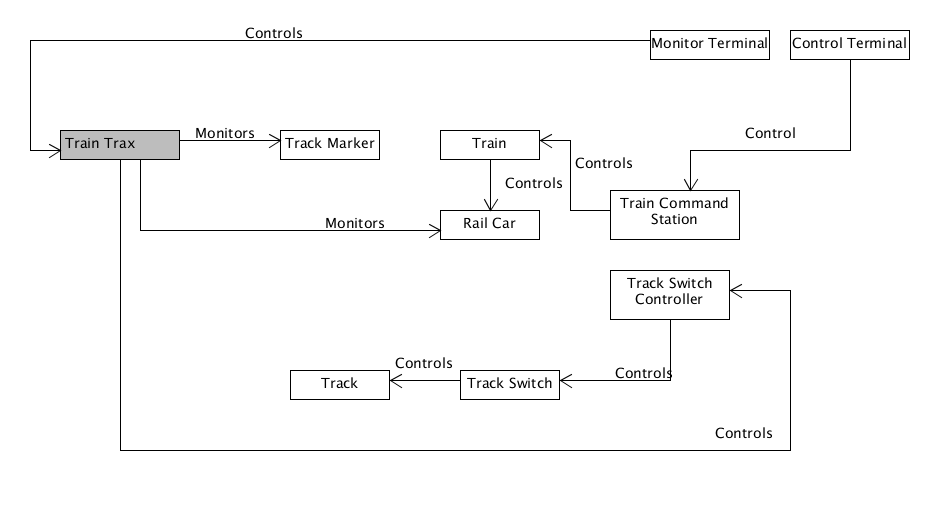 Controls
Monitor Terminal
Control Terminal
Train Trax
Monitors
Track Marker
Train
Controls
Control
Controls
Train Command
Station
Monitors
Rail Car
Track Switch
Controller
Controls
Track
Track Switch
Controls
Controls